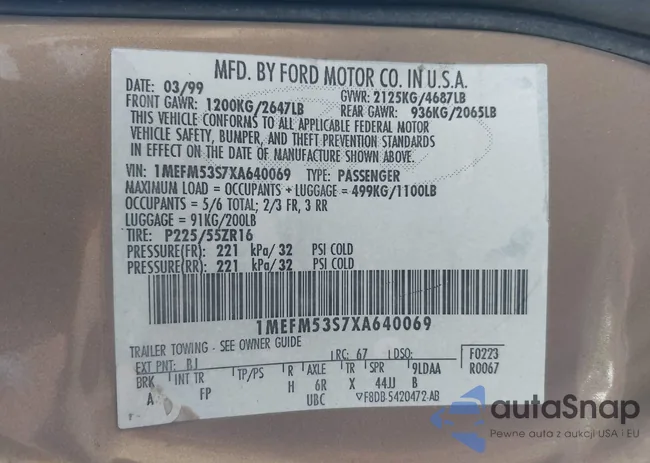 MFD. BY FORD MOTOR CO. IN U.S.A.
DATE: 03/99 GVWR: 2125KG/4687LB
FRONT GAWR: 1200KG/2647LB REAR GAWR: 936KG/2065LB
THIS VEHICLE CONFORMS TO ALL APPLICABLE FEDERAL MOTOR
VEHICLE SAFETY, BUMPER, AND THEFT PREVENTION STANDARDS
IN EFFECT ON THE DATE OF MANUFACTURE SHOWN ABOVE.
VIN: 1MEFM53S7XA640069 TYPE: PASSENGER
MAXIMUM LOAD = OCCUPANTS + LUGGAGE = 499KG/1100LB
OCCUPANTS = 5/6 TOTAL; 2/3 FR, 3 RR
LUGGAGE = 91KG/200LB
TIRE: P225/55ZR16
PRESSURE(FR): 221 kPa/32 PSI COLD
PRESSURE(RR): 221 kPa/32 PSI COLD
1MEFM53S7XA640069
TRAILER TOWING - SEE OWNER GUIDE
EXT PNT: BJ RC: 67 DSO: F0223
BRK INT TR TP/PS R AXLE TR SPR 9LDAA R0067
A FP H 6R X 44JJ B
UBC F8DB-5420472-AB
autoSnap
Pewne auta z aukcji USA i EU